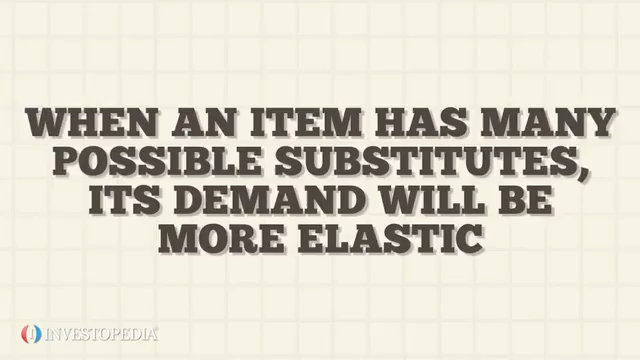 WHEN AN ITEM HAS MANY
POSSIBLE SUBSTITUTES,
ITS DEMAND WILL BE
MORE ELASTIC
INVESTOPEDIA